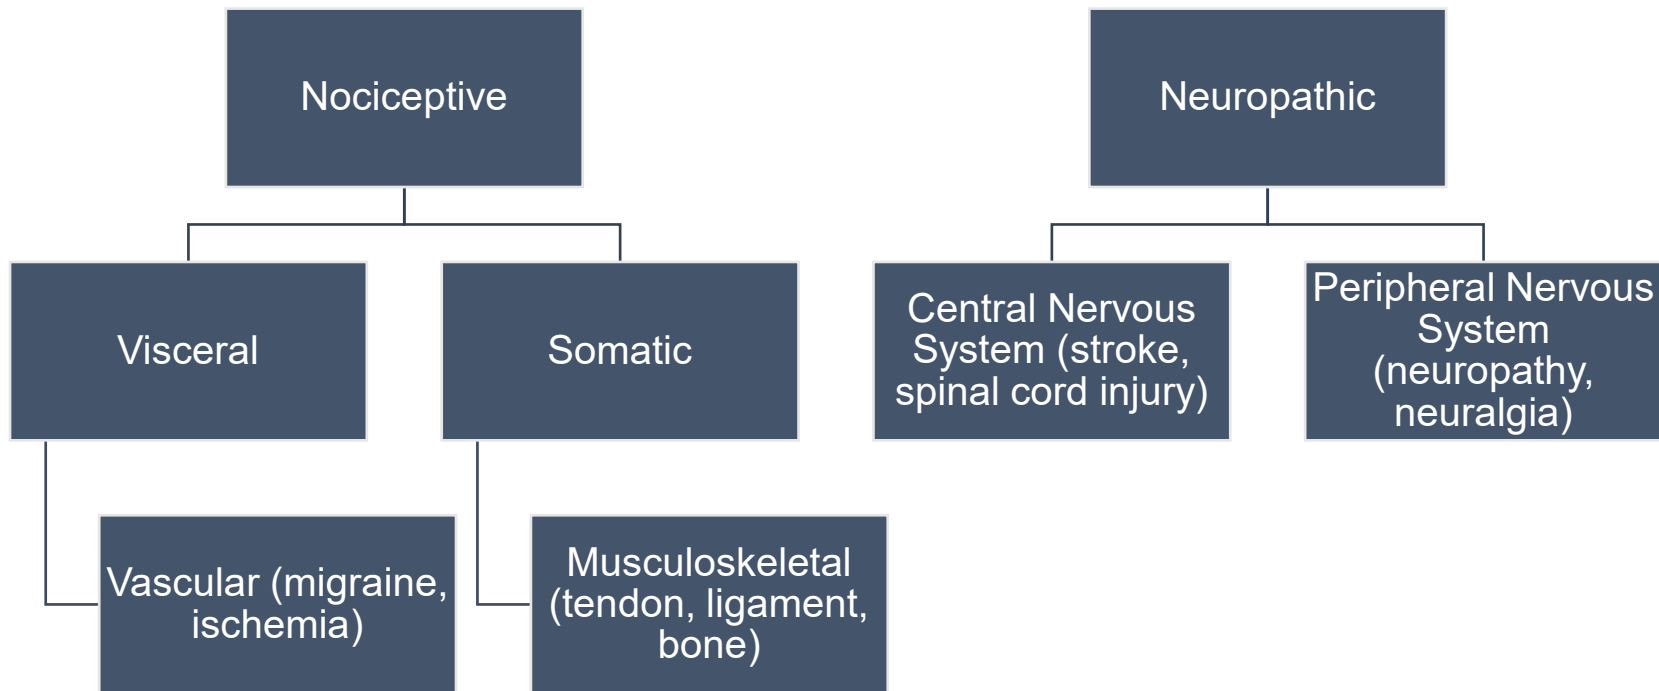 Nociceptive
Neuropathic
Visceral
Somatic
Central Nervous
System (stroke,
spinal cord injury)
Peripheral Nervous
System
(neuropathy,
neuralgia)
Vascular (migraine,
ischemia)
Musculoskeletal
(tendon, ligament,
bone)